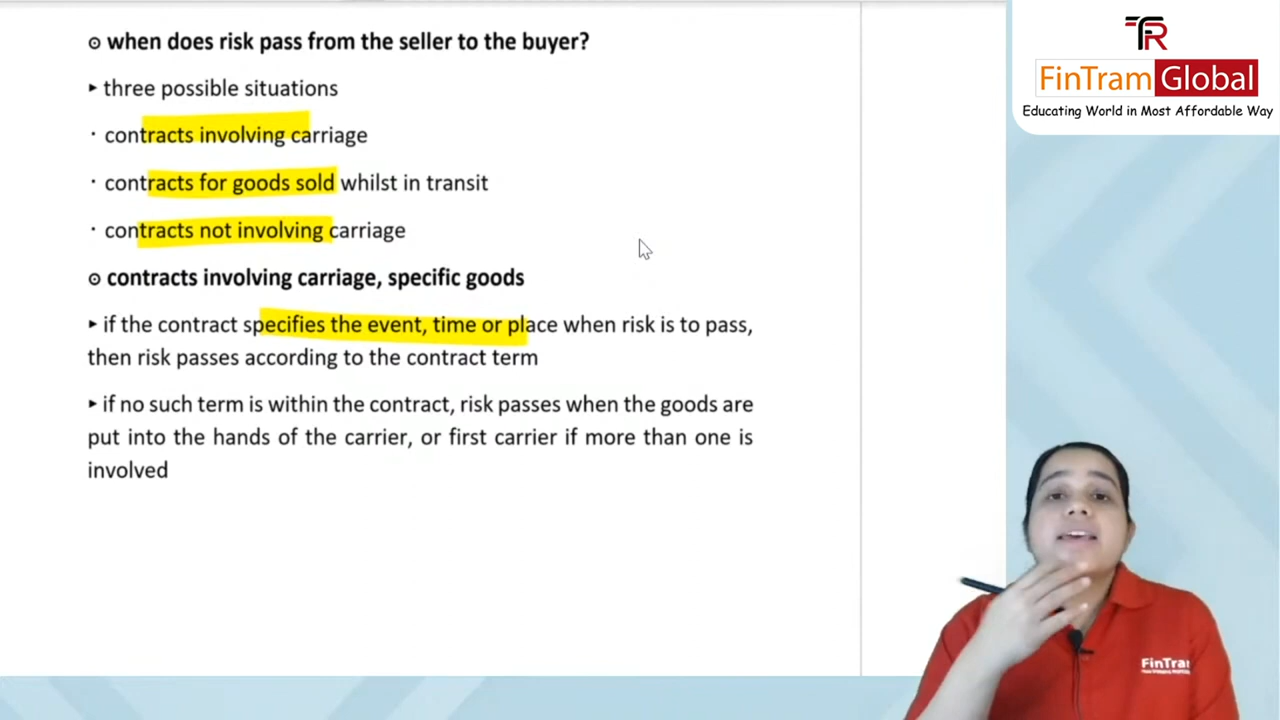 ⊙ when does risk pass from the seller to the buyer?
▸ three possible situations
· contracts involving carriage
· contracts for goods sold whilst in transit
· contracts not involving carriage
⊙ contracts involving carriage, specific goods
▸ if the contract specifies the event, time or place when risk is to pass,
then risk passes according to the contract term
▸ if no such term is within the contract, risk passes when the goods are
put into the hands of the carrier, or first carrier if more than one is
involved
TR
FinTram Global
Educating World in Most Affordable Way
FinTra